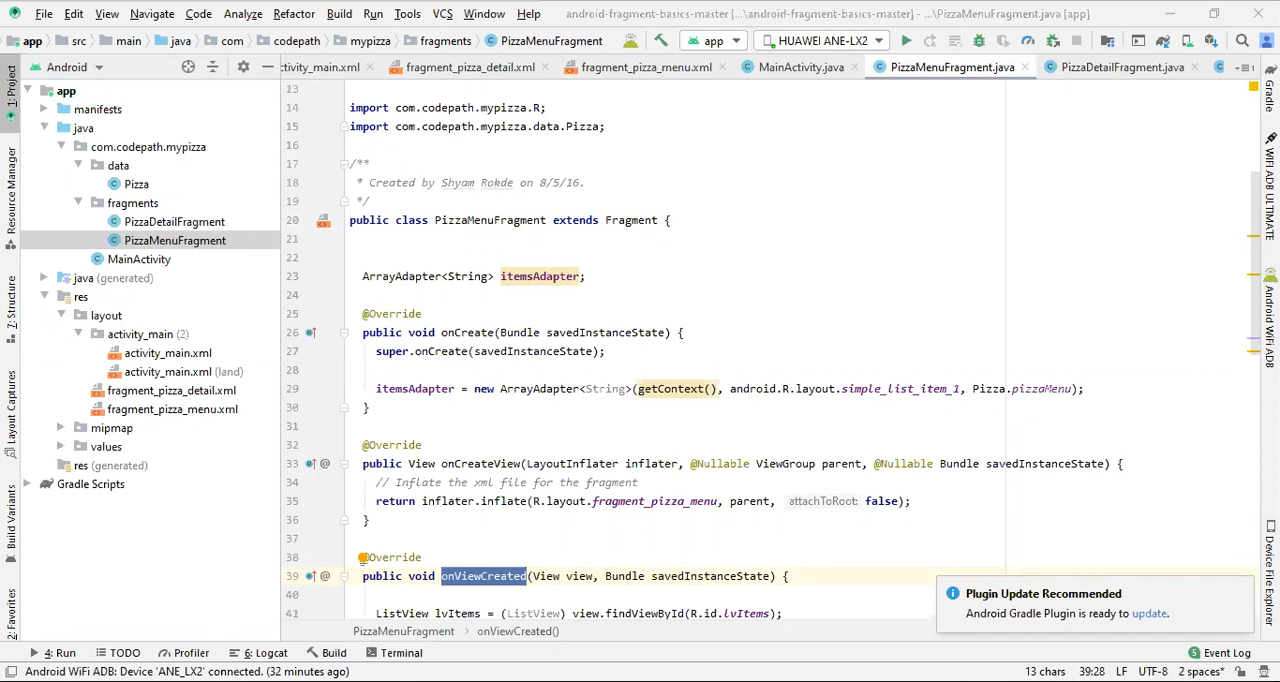 File Edit View Navigate Code Analyze Refactor Build Run Tools VCS Window Help android-fragment-basics-master [...\android-fragment-basics-master] - ...\PizzaMenuFragment.java [app]
app src main java com codepath mypizza fragments PizzaMenuFragment app HUAWEI ANE-LX2
Android tivity_main.xml fragment_pizza_detail.xml fragment_pizza_menu.xml MainActivity.java PizzaMenuFragment.java PizzaDetailFragment.java
1: Project
Resource Manager
Z: Structure
Layout Captures
Build Variants
2: Favorites
app
manifests
java
com.codepath.mypizza
data
Pizza
fragments
PizzaDetailFragment
PizzaMenuFragment
MainActivity
java (generated)
res
layout
activity_main (2)
activity_main.xml
activity_main.xml (land)
fragment_pizza_detail.xml
fragment_pizza_menu.xml
mipmap
values
res (generated)
Gradle Scripts
13
14 import com.codepath.mypizza.R;
15 import com.codepath.mypizza.data.Pizza;
16
17 /**
18 * Created by Shyam Rokde on 8/5/16.
19 */
20 public class PizzaMenuFragment extends Fragment {
21
22
23 ArrayAdapter<String> itemsAdapter;
24
25 @Override
26 public void onCreate(Bundle savedInstanceState) {
27 super.onCreate(savedInstanceState);
28
29 itemsAdapter = new ArrayAdapter<String>(getContext(), android.R.layout.simple_list_item_1, Pizza.pizzaMenu);
30 }
31
32 @Override
33 @ public View onCreateView(LayoutInflater inflater, @Nullable ViewGroup parent, @Nullable Bundle savedInstanceState) {
34 // Inflate the xml file for the fragment
35 return inflater.inflate(R.layout.fragment_pizza_menu, parent, attachToRoot: false);
36 }
37
38 Override
39 @ public void onViewCreated(View view, Bundle savedInstanceState) {
40
41 ListView lvItems = (ListView) view.findViewById(R.id.lvItems);
PizzaMenuFragment onViewCreated()
Plugin Update Recommended
Android Gradle Plugin is ready to update.
Gradle
WIFI ADB ULTIMATE
Android WiFi ADB
Device File Explorer
4: Run TODO Profiler 6: Logcat Build Terminal 5 Event Log
Android WiFi ADB: Device 'ANE_LX2' connected. (32 minutes ago) 13 chars 39:28 LF UTF-8 2 spaces*